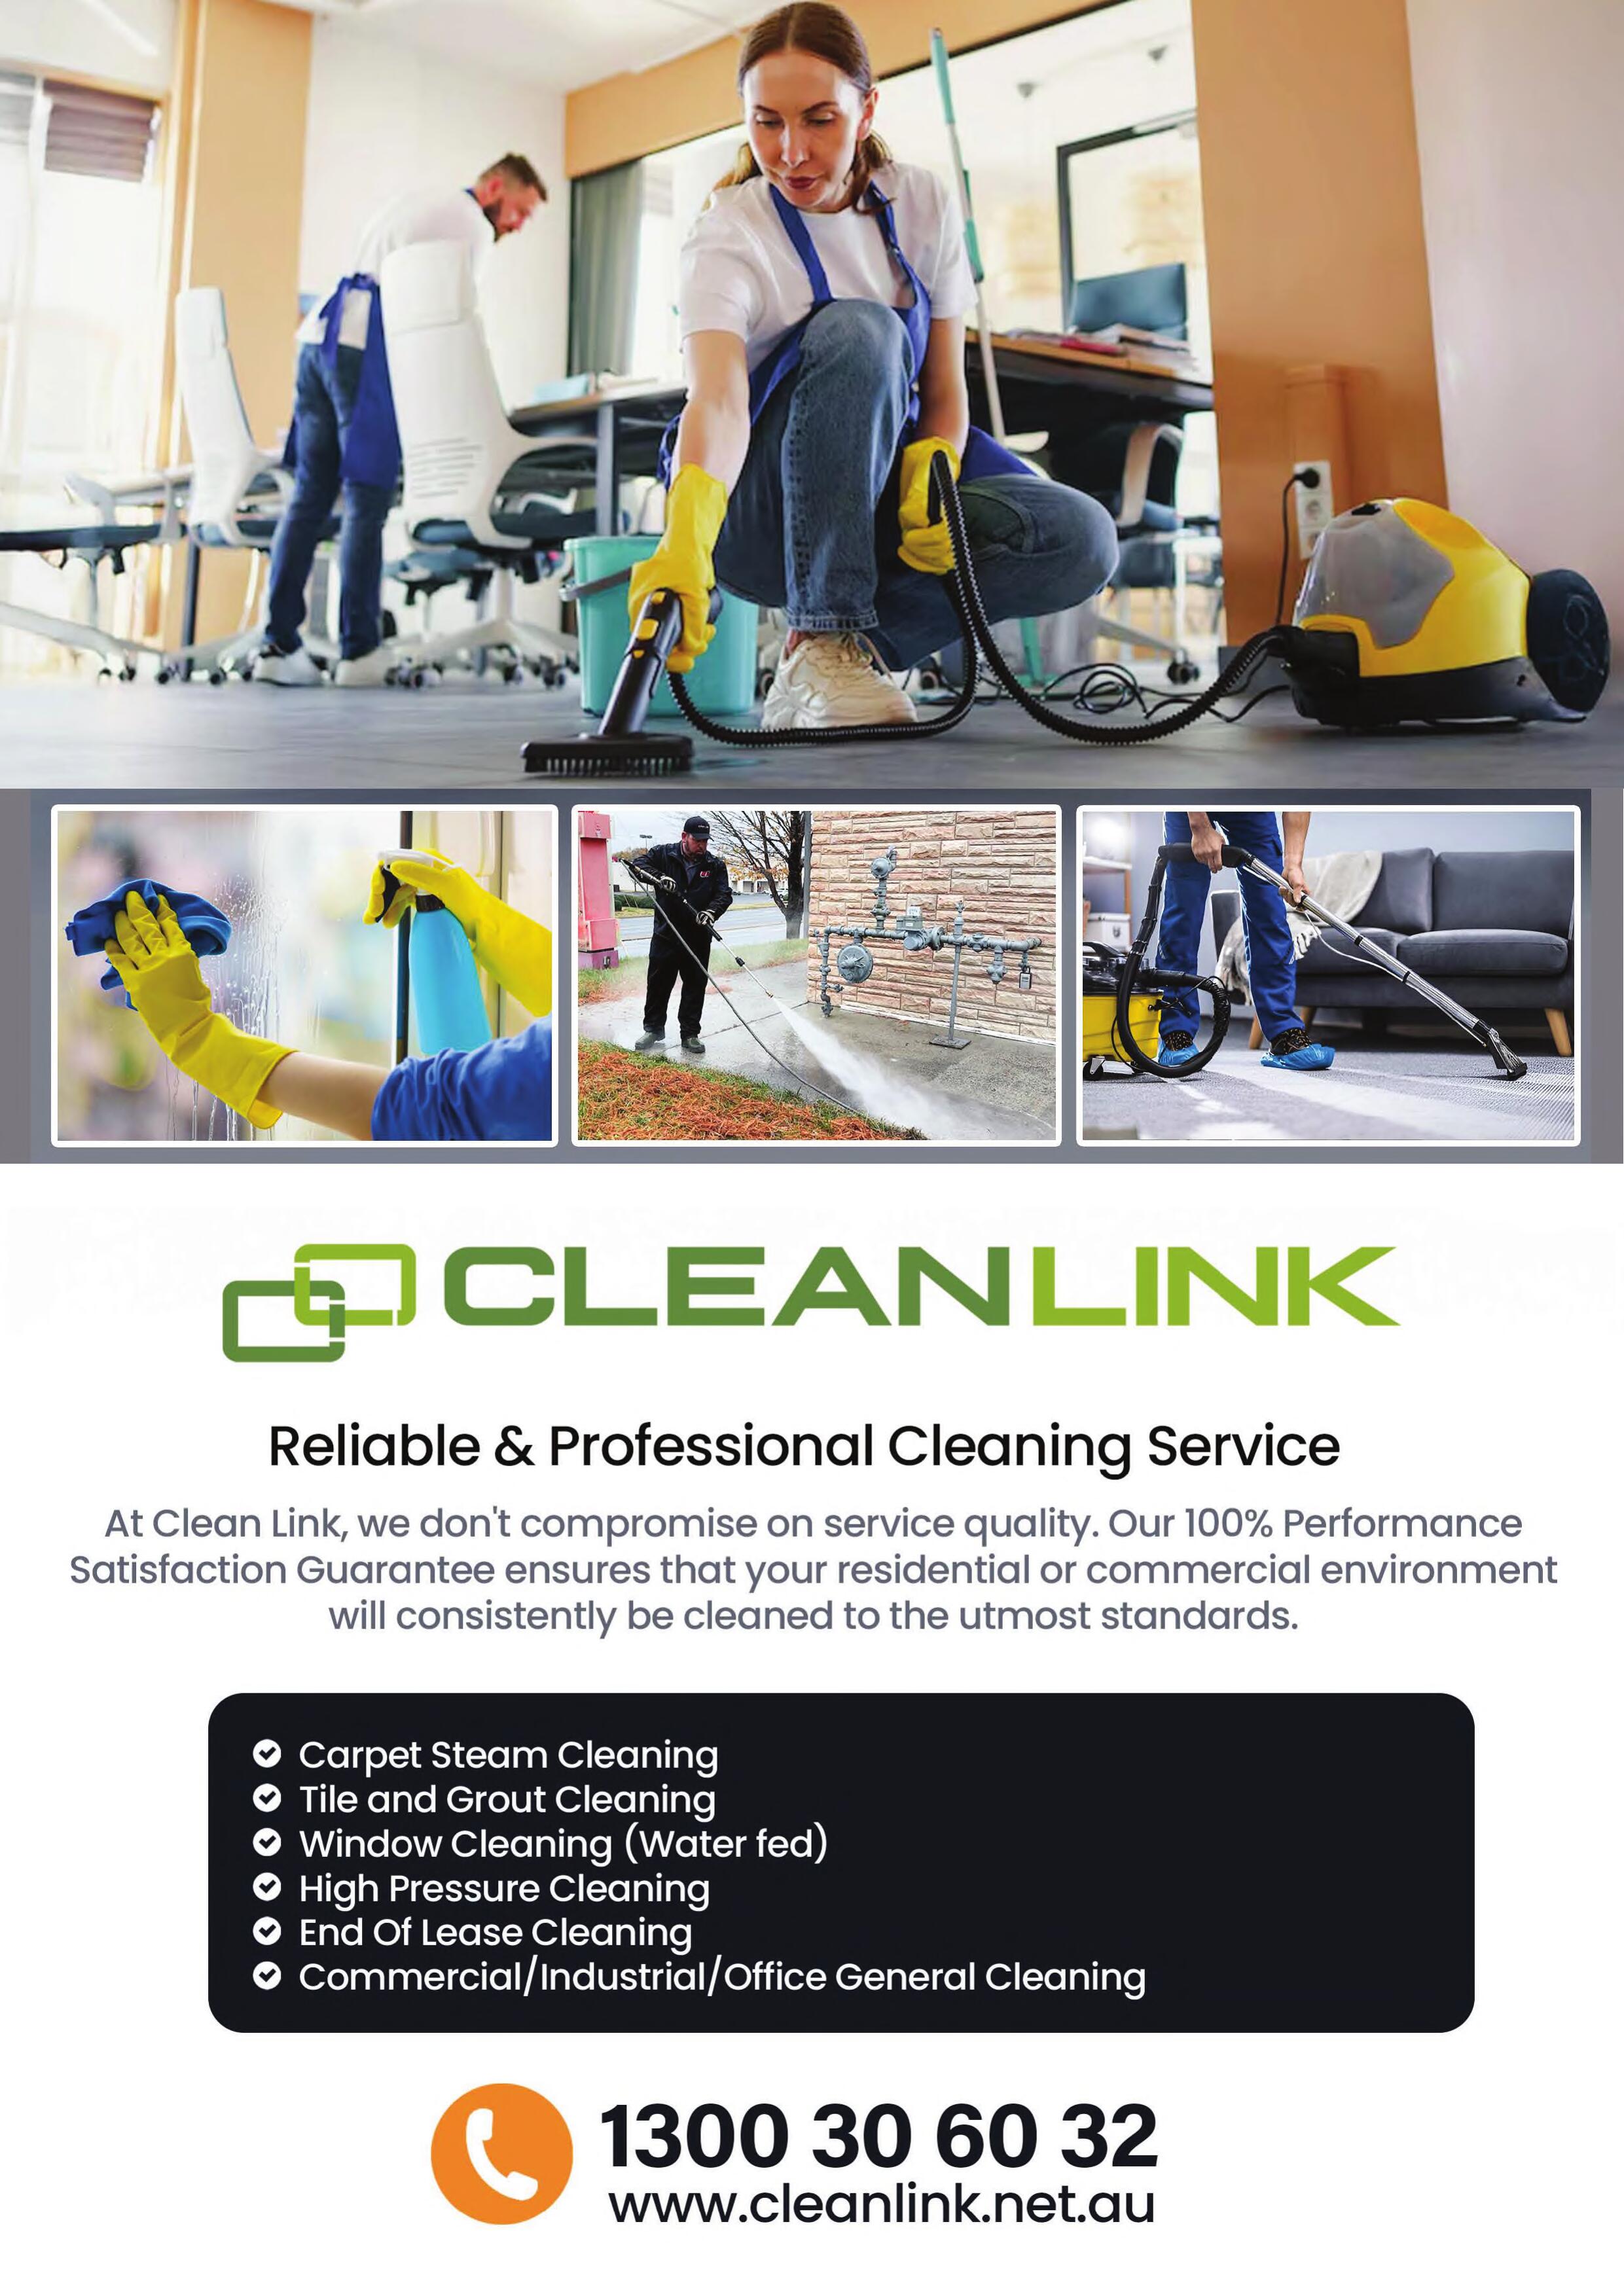 CLEANLINK
Reliable & Professional Cleaning Service
At Clean Link, we don't compromise on service quality. Our 100% Performance
Satisfaction Guarantee ensures that your residential or commercial environment
will consistently be cleaned to the utmost standards.
Carpet Steam Cleaning
Tile and Grout Cleaning
Window Cleaning (Water fed)
High Pressure Cleaning
End Of Lease Cleaning
Commercial/Industrial/Office General Cleaning
1300 30 60 32
www.cleanlink.net.au